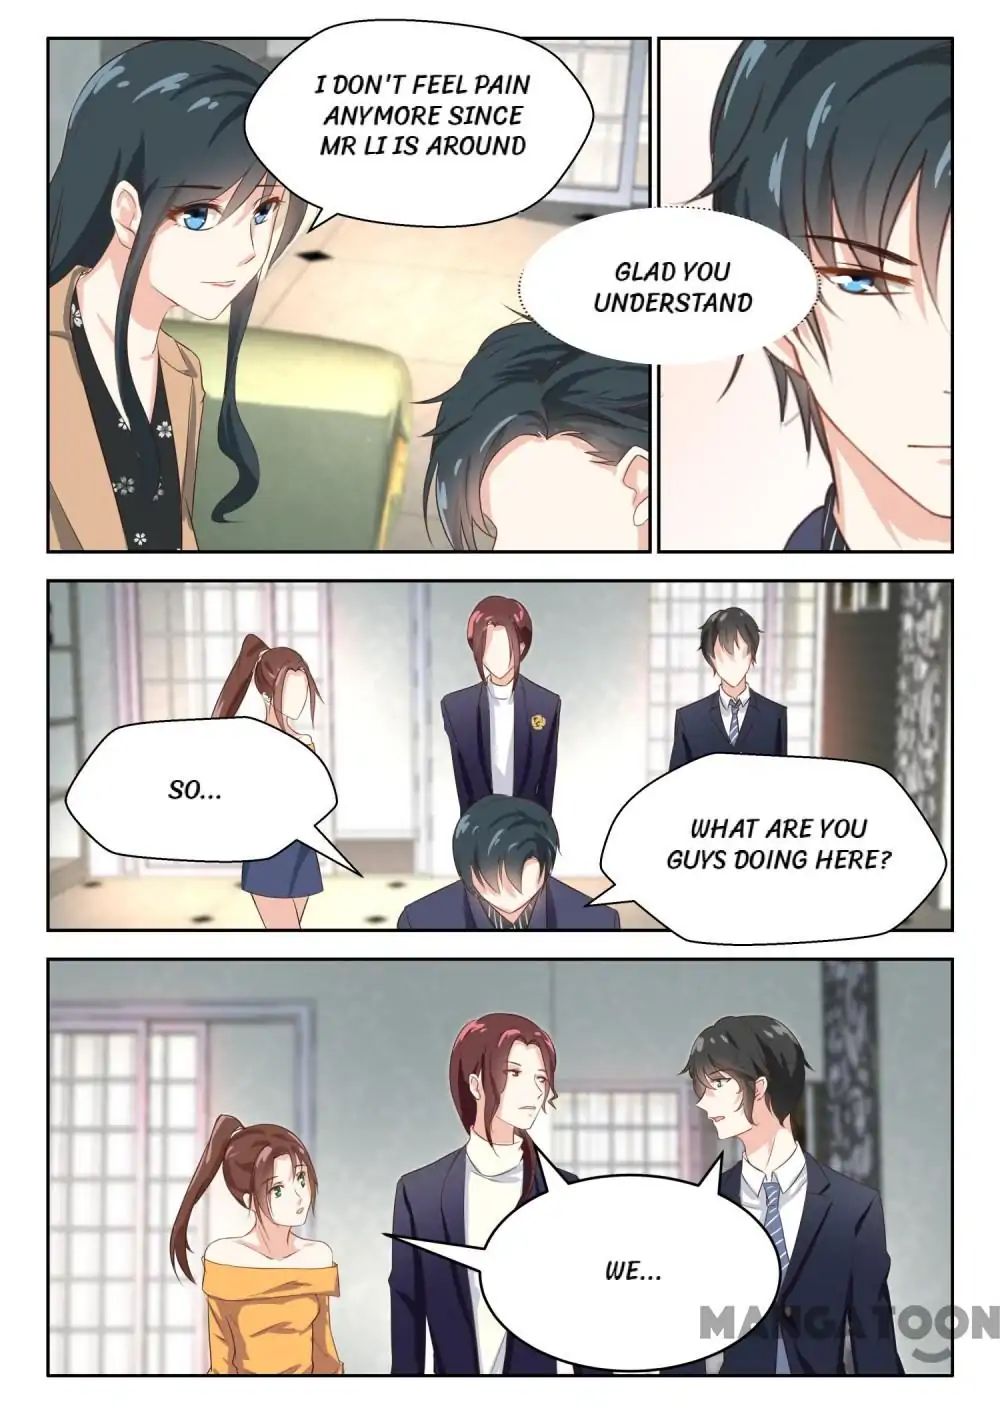 I DON'T FEEL PAIN
ANYMORE SINCE
MR LI IS AROUND
GLAD YOU
UNDERSTAND
SO...
WHAT ARE YOU
GUYS DOING HERE?
WE...
MANGATOON